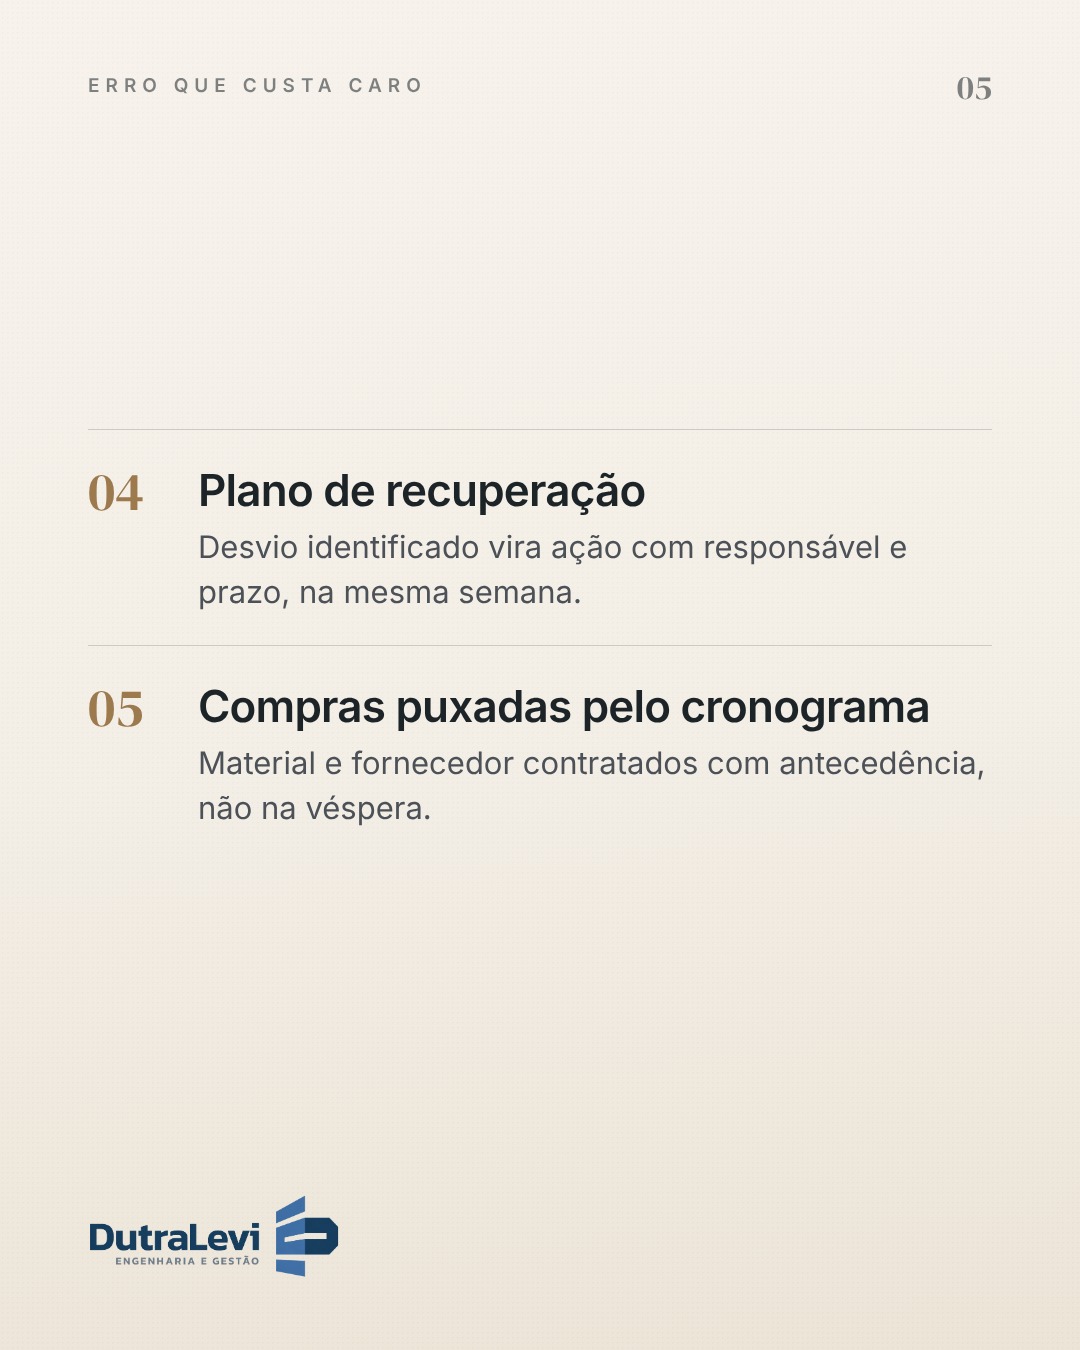 ERRO QUE CUSTA CARO
05
04
Plano de recuperação
Desvio identificado vira ação com responsável e
prazo, na mesma semana.
05
Compras puxadas pelo cronograma
Material e fornecedor contratados com antecedência,
não na véspera.
DutraLevi
ENGENHARIA E GESTÃO